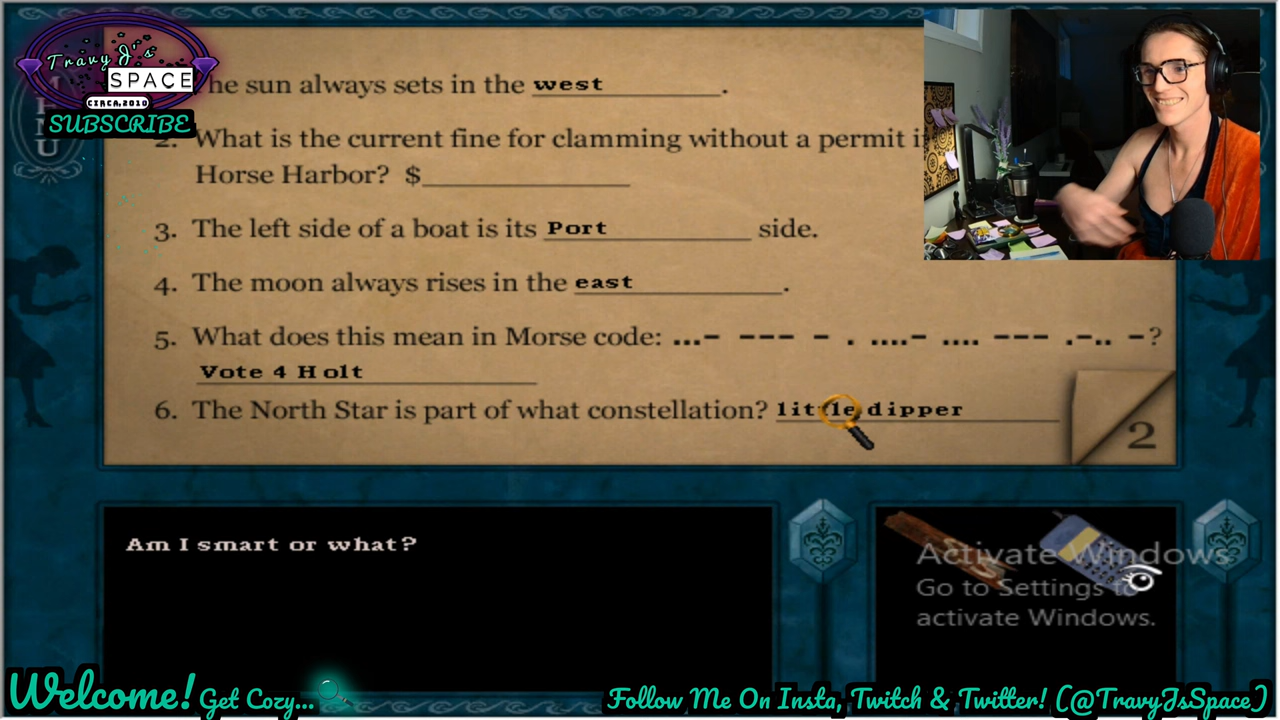 Travy J's
SPACE
CIRCA.2010
SUBSCRIBE
MENU
he sun always sets in the west.
2. What is the current fine for clamming without a permit i
Horse Harbor? $
3. The left side of a boat is its Port side.
4. The moon always rises in the east.
5. What does this mean in Morse code: ...- --- - . ....- .... --- .-.. -?
Vote 4 Holt
6. The North Star is part of what constellation? little dipper
2
Am I smart or what?
Activate Windows
Go to Settings to
activate Windows.
Welcome! Get Cozy...
Follow Me On Insta, Twitch & Twitter! (@TravyJsSpace)